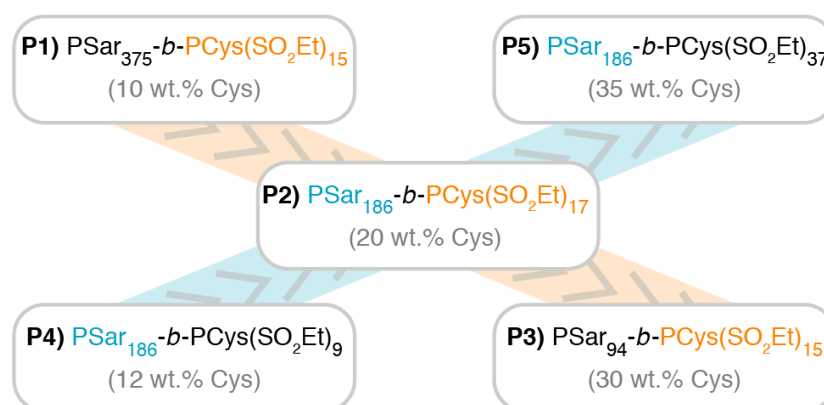 P1) PSar375-b-PCys(SO2Et)15
(10 wt.% Cys)
P5) PSar186-b-PCys(SO2Et)37
(35 wt.% Cys)
P2) PSar186-b-PCys(SO2Et)17
(20 wt.% Cys)
P4) PSar186-b-PCys(SO2Et)9
(12 wt.% Cys)
P3) PSar94-b-PCys(SO2Et)15
(30 wt.% Cys)